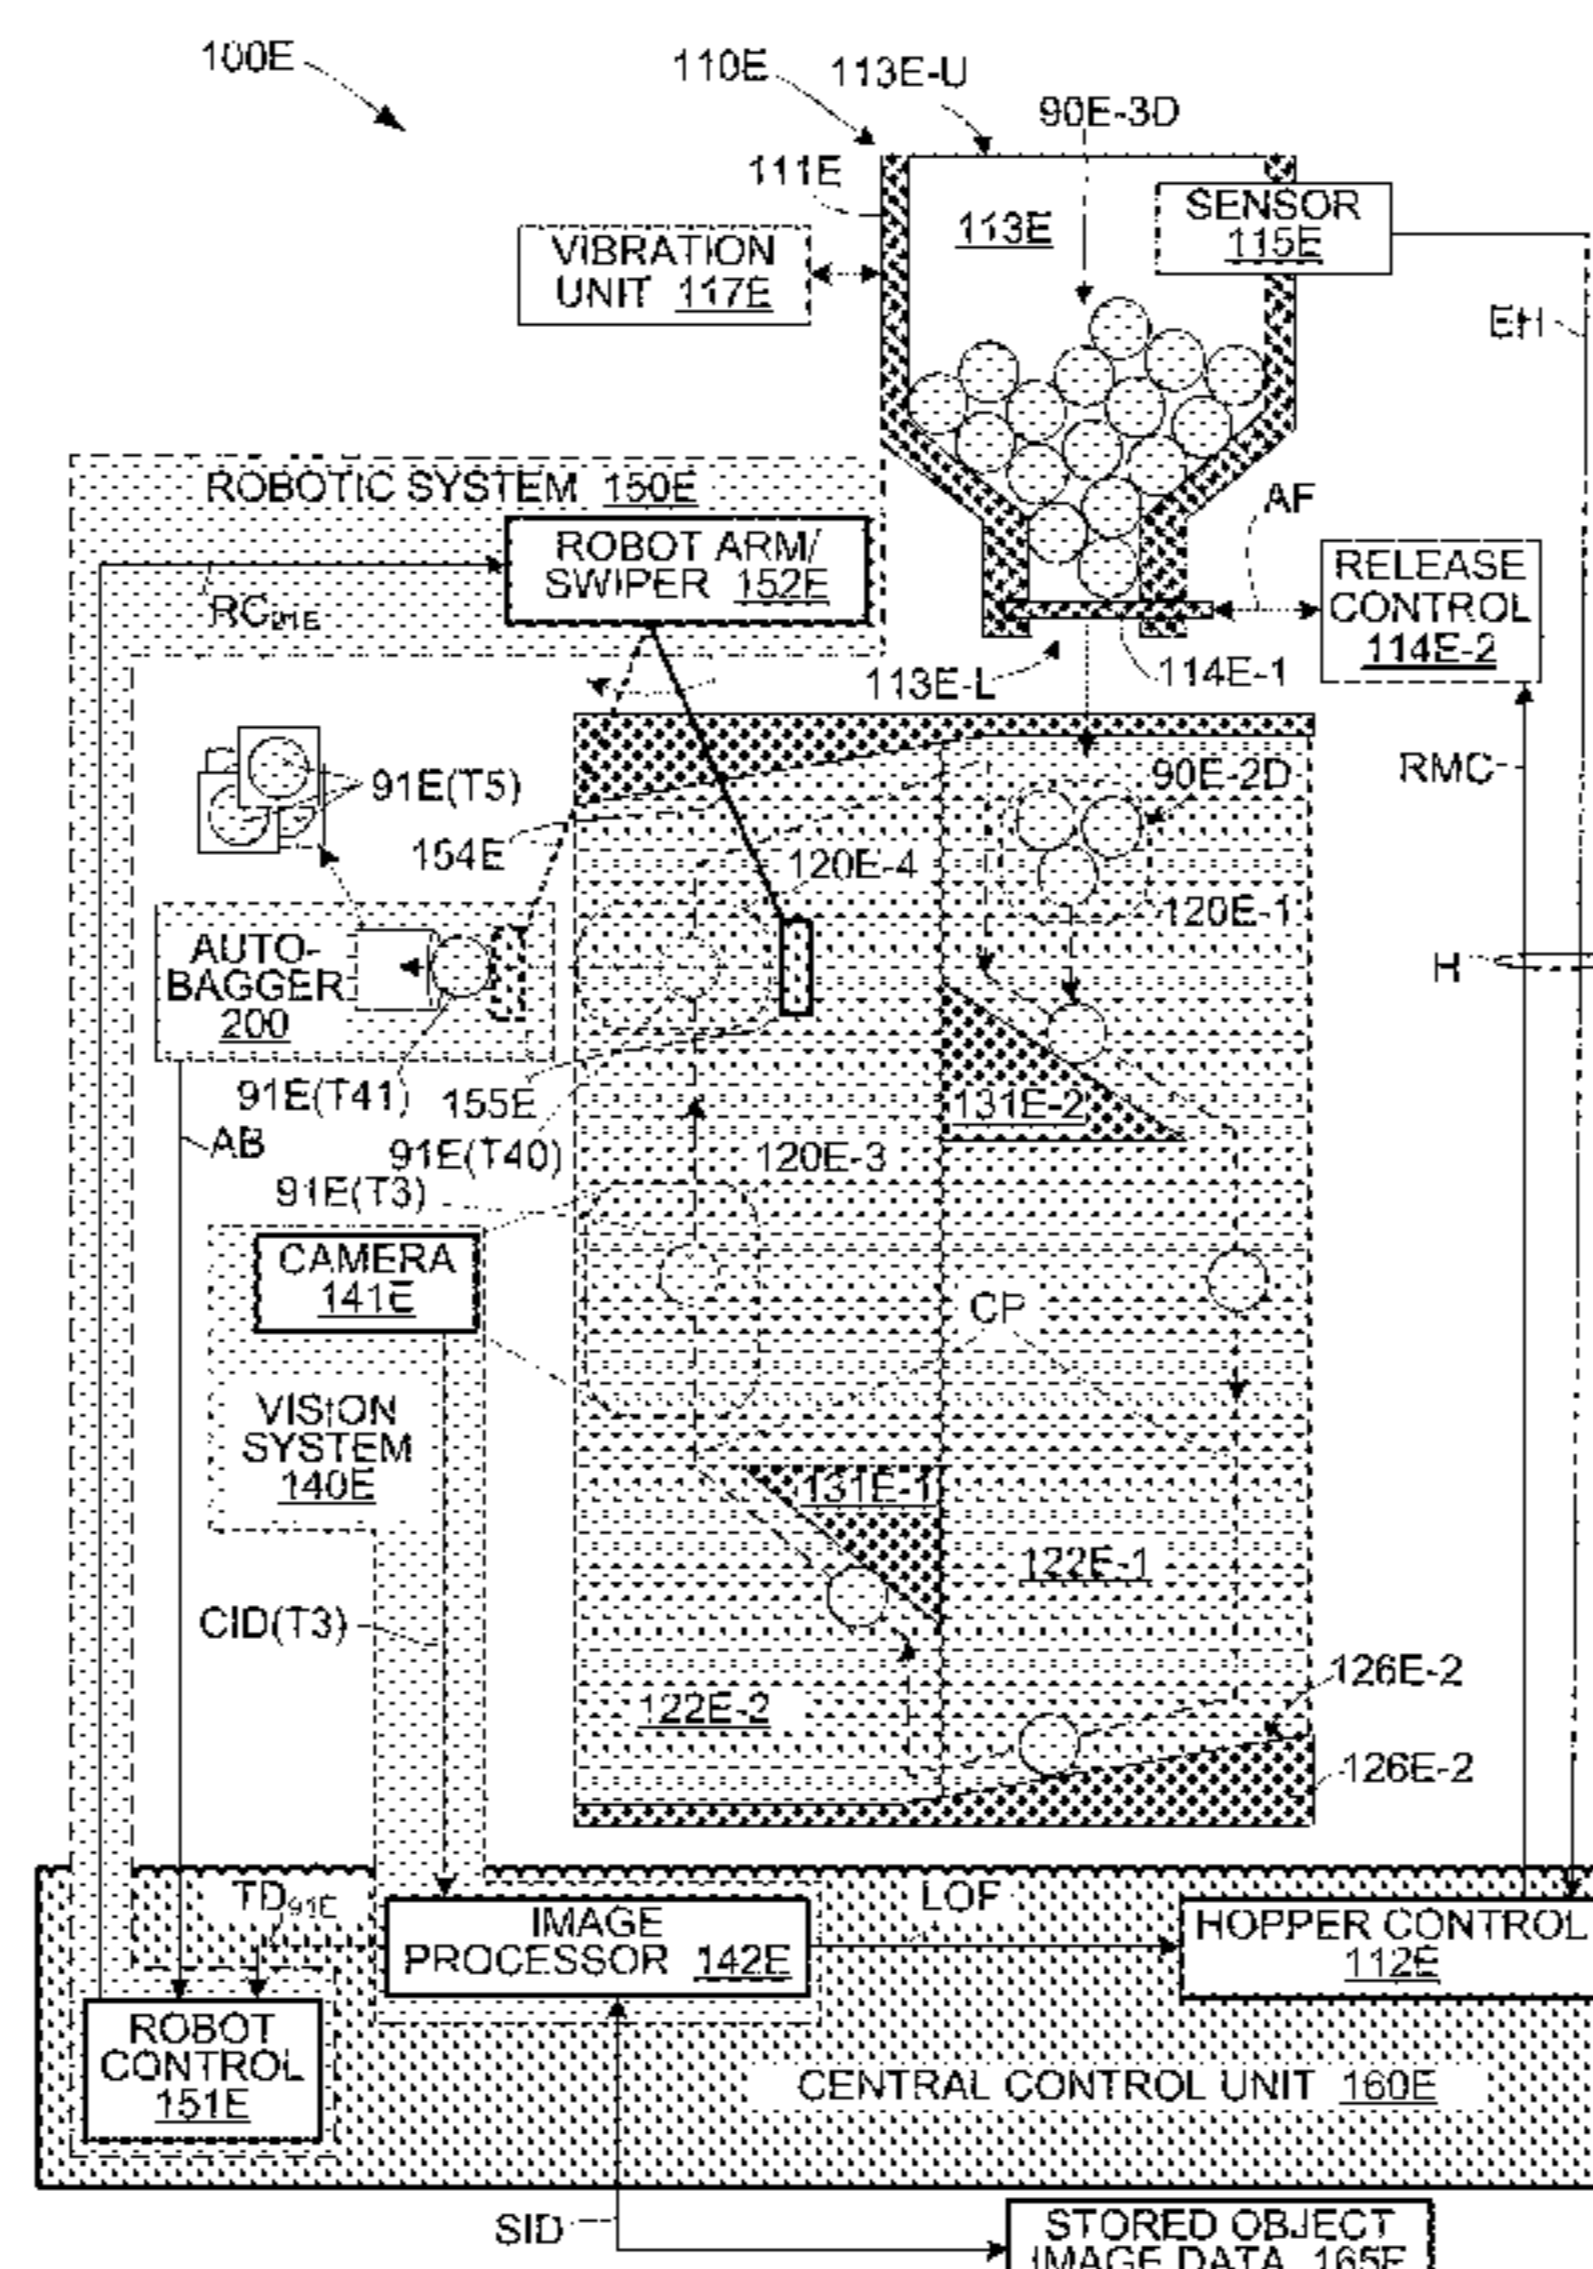 100E
110E
113E-U
90E-3D
111E
113E
SENSOR
115E
VIBRATION
UNIT 117E
EH
ROBOTIC SYSTEM 150E
AF
ROBOT ARM/
SWIPER 152E
RELEASE
CONTROL
114E-2
113E-L
114E-1
91E(T5)
90E-2D
RMC
154E
120E-4
120E-1
AUTO-
BAGGER
200
H
91E(T41)
155E
131E-2
AB
91E(T40)
120E-3
91E(T3)
CAMERA
141E
CP
VISION
SYSTEM
140E
131E-1
122E-1
CID(T3)
126E-2
122E-2
126E-2
TD91E
LOF
IMAGE
PROCESSOR 142E
HOPPER CONTROL
112E
ROBOT
CONTROL
151E
CENTRAL CONTROL UNIT 160E
SID
STORED OBJECT
IMAGE DATA 165E